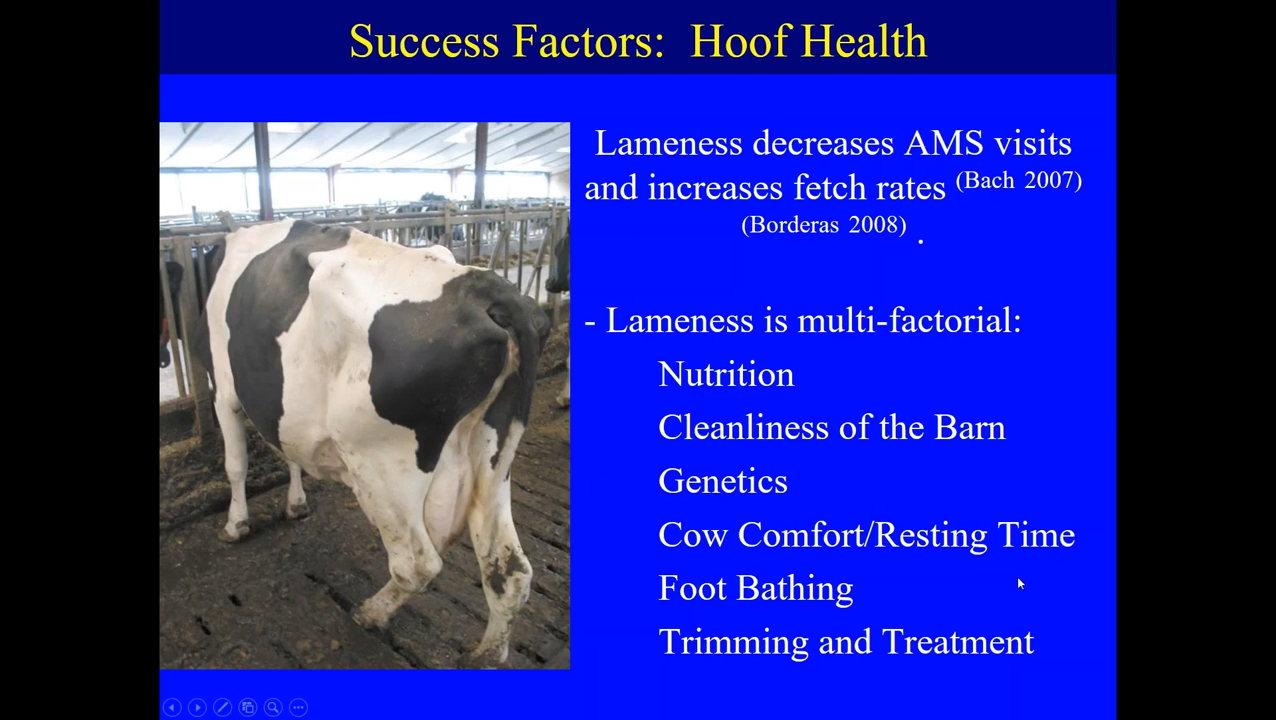 Success Factors: Hoof Health
Lameness decreases AMS visits
and increases fetch rates (Bach 2007)
(Borderas 2008) .
- Lameness is multi-factorial:
Nutrition
Cleanliness of the Barn
Genetics
Cow Comfort/Resting Time
Foot Bathing
Trimming and Treatment